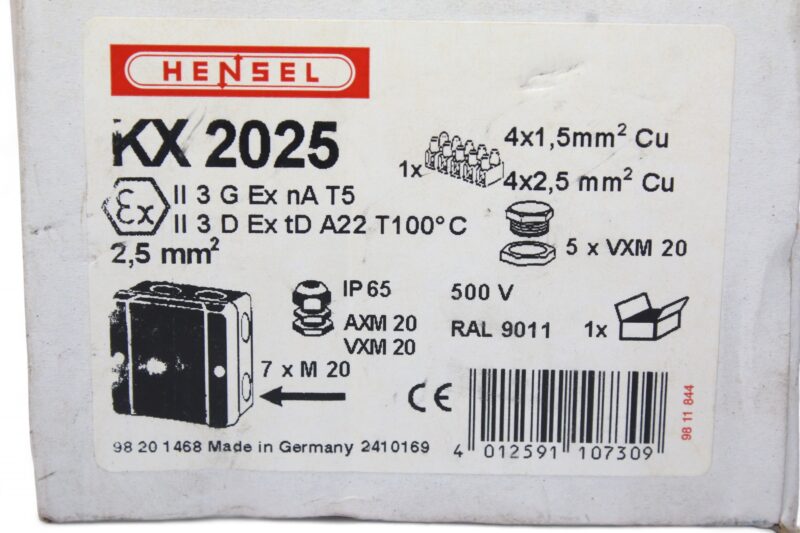 HENSEL
KX 2025
1x
4x1,5mm² Cu
4x2,5 mm² Cu
Ex II 3 G Ex nA T5
II 3 D Ex tD A22 T100°C
2,5 mm²
5 x VXM 20
IP 65
500 V
AXM 20
RAL 9011
1x
VXM 20
7 x M 20
CE
98 20 1468 Made in Germany 2410169
4 012591 107309
98 11 844